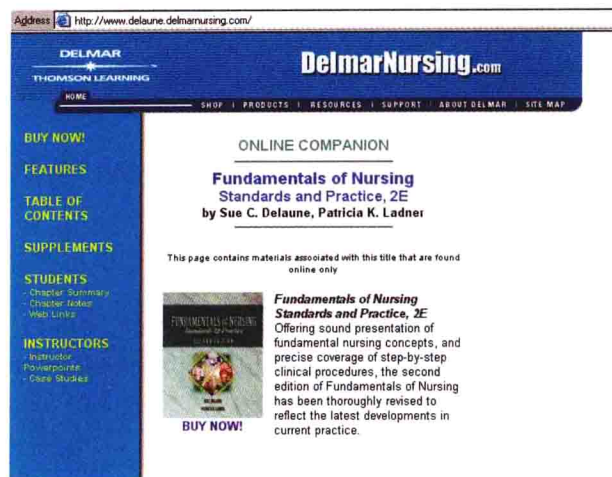 Address http://www.delaune.delmarnursing.com/
DELMAR
THOMSON LEARNING
DelmarNursing.com
HOME
SHOP | PRODUCTS | RESOURCES | SUPPORT | ABOUT DELMAR | SITE MAP
BUY NOW!
FEATURES
TABLE OF
CONTENTS
SUPPLEMENTS
STUDENTS
- Chapter Summary
- Chapter Notes
- Web Links
INSTRUCTORS
- Instructor
Powerpoints
- Case Studies
ONLINE COMPANION
Fundamentals of Nursing
Standards and Practice, 2E
by Sue C. Delaune, Patricia K. Ladner
This page contains materials associated with this title that are found
online only
FUNDAMENTALS OF NURSING
BUY NOW!
Fundamentals of Nursing
Standards and Practice, 2E
Offering sound presentation of
fundamental nursing concepts, and
precise coverage of step-by-step
clinical procedures, the second
edition of Fundamentals of Nursing
has been thoroughly revised to
reflect the latest developments in
current practice.